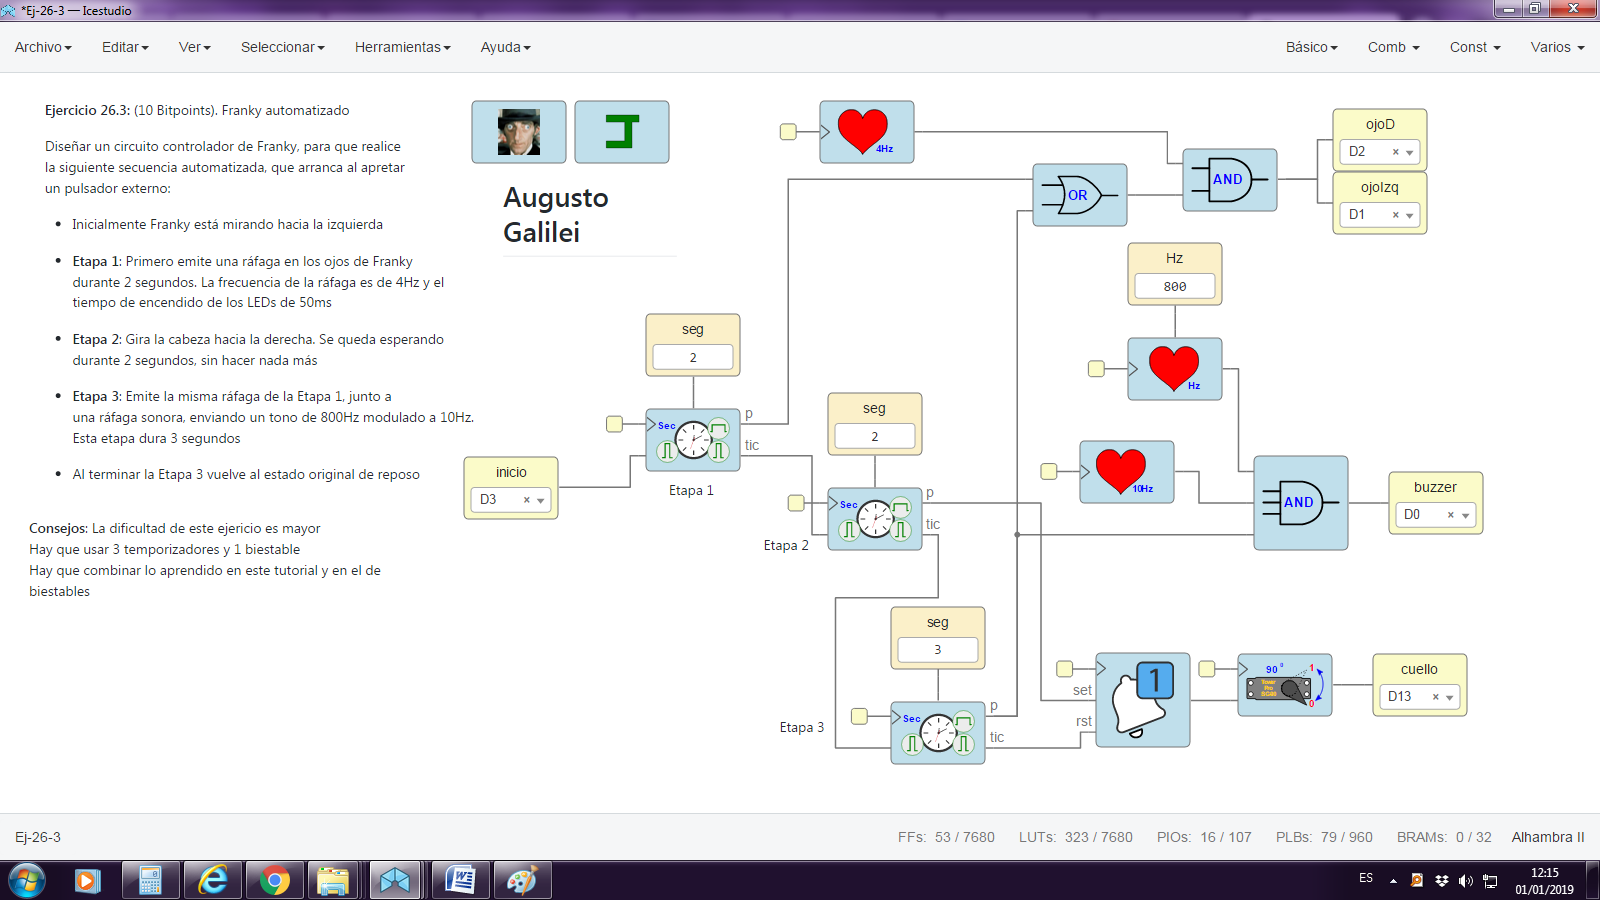 *Ej-26-3 — Icestudio
Archivo Editar Ver Seleccionar Herramientas Ayuda Básico Comb Const Varios
Ejercicio 26.3: (10 Bitpoints). Franky automatizado
Diseñar un circuito controlador de Franky, para que realice
la siguiente secuencia automatizada, que arranca al apretar
un pulsador externo:
Inicialmente Franky está mirando hacia la izquierda
Etapa 1: Primero emite una ráfaga en los ojos de Franky
durante 2 segundos. La frecuencia de la ráfaga es de 4Hz y el
tiempo de encendido de los LEDs de 50ms
Etapa 2: Gira la cabeza hacia la derecha. Se queda esperando
durante 2 segundos, sin hacer nada más
Etapa 3: Emite la misma ráfaga de la Etapa 1, junto a
una ráfaga sonora, enviando un tono de 800Hz modulado a 10Hz.
Esta etapa dura 3 segundos
Al terminar la Etapa 3 vuelve al estado original de reposo
Consejos: La dificultad de este ejericio es mayor
Hay que usar 3 temporizadores y 1 biestable
Hay que combinar lo aprendido en este tutorial y en el de
biestables
Augusto
Galilei
4Hz
OR
AND
ojoD
D2
ojoIzq
D1
Hz
800
Hz
seg
2
Sec
p
tic
Etapa 1
inicio
D3
seg
2
Sec
p
tic
Etapa 2
10Hz
AND
buzzer
D0
seg
3
Sec
p
tic
Etapa 3
set
rst
1
90 º
1
0
Tower
Pro
SG90
cuello
D13
Ej-26-3 FFs: 53 / 7680 LUTs: 323 / 7680 PIOs: 16 / 107 PLBs: 79 / 960 BRAMs: 0 / 32 Alhambra II
ES
12:15
01/01/2019